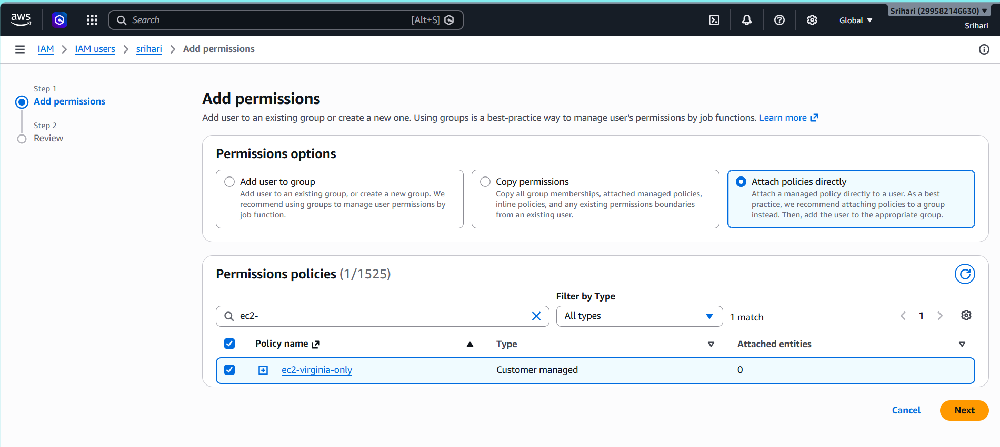 aws
Search
[Alt+S]
Global
Srihari (299582146630)
Srihari
IAM
IAM users
srihari
Add permissions
Step 1
Add permissions
Step 2
Review
Add permissions
Add user to an existing group or create a new one. Using groups is a best-practice way to manage user's permissions by job functions. Learn more
Permissions options
Add user to group
Add user to an existing group, or create a new group. We
recommend using groups to manage user permissions by
job function.
Copy permissions
Copy all group memberships, attached managed policies,
inline policies, and any existing permissions boundaries
from an existing user.
Attach policies directly
Attach a managed policy directly to a user. As a best
practice, we recommend attaching policies to a group
instead. Then, add the user to the appropriate group.
Permissions policies (1/1525)
Filter by Type
ec2-
All types
1 match
1
Policy name
Type
Attached entities
ec2-virginia-only
Customer managed
0
Cancel
Next